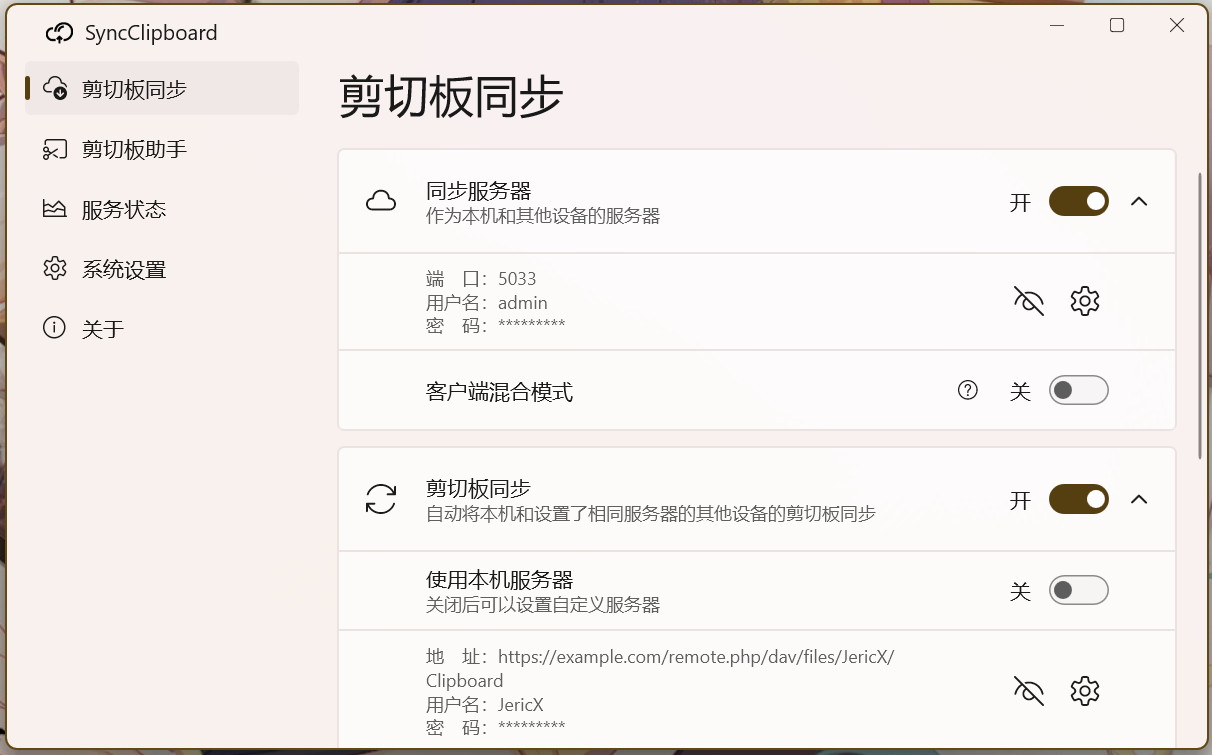 SyncClipboard
剪切板同步
剪切板助手
服务状态
系统设置
关于
剪切板同步
同步服务器
作为本机和其他设备的服务器
开
端　口：5033
用户名：admin
密　码：*********
客户端混合模式
关
剪切板同步
自动将本机和设置了相同服务器的其他设备的剪切板同步
开
使用本机服务器
关闭后可以设置自定义服务器
关
地　址：https://example.com/remote.php/dav/files/JericX/
Clipboard
用户名：JericX
密　码：*********